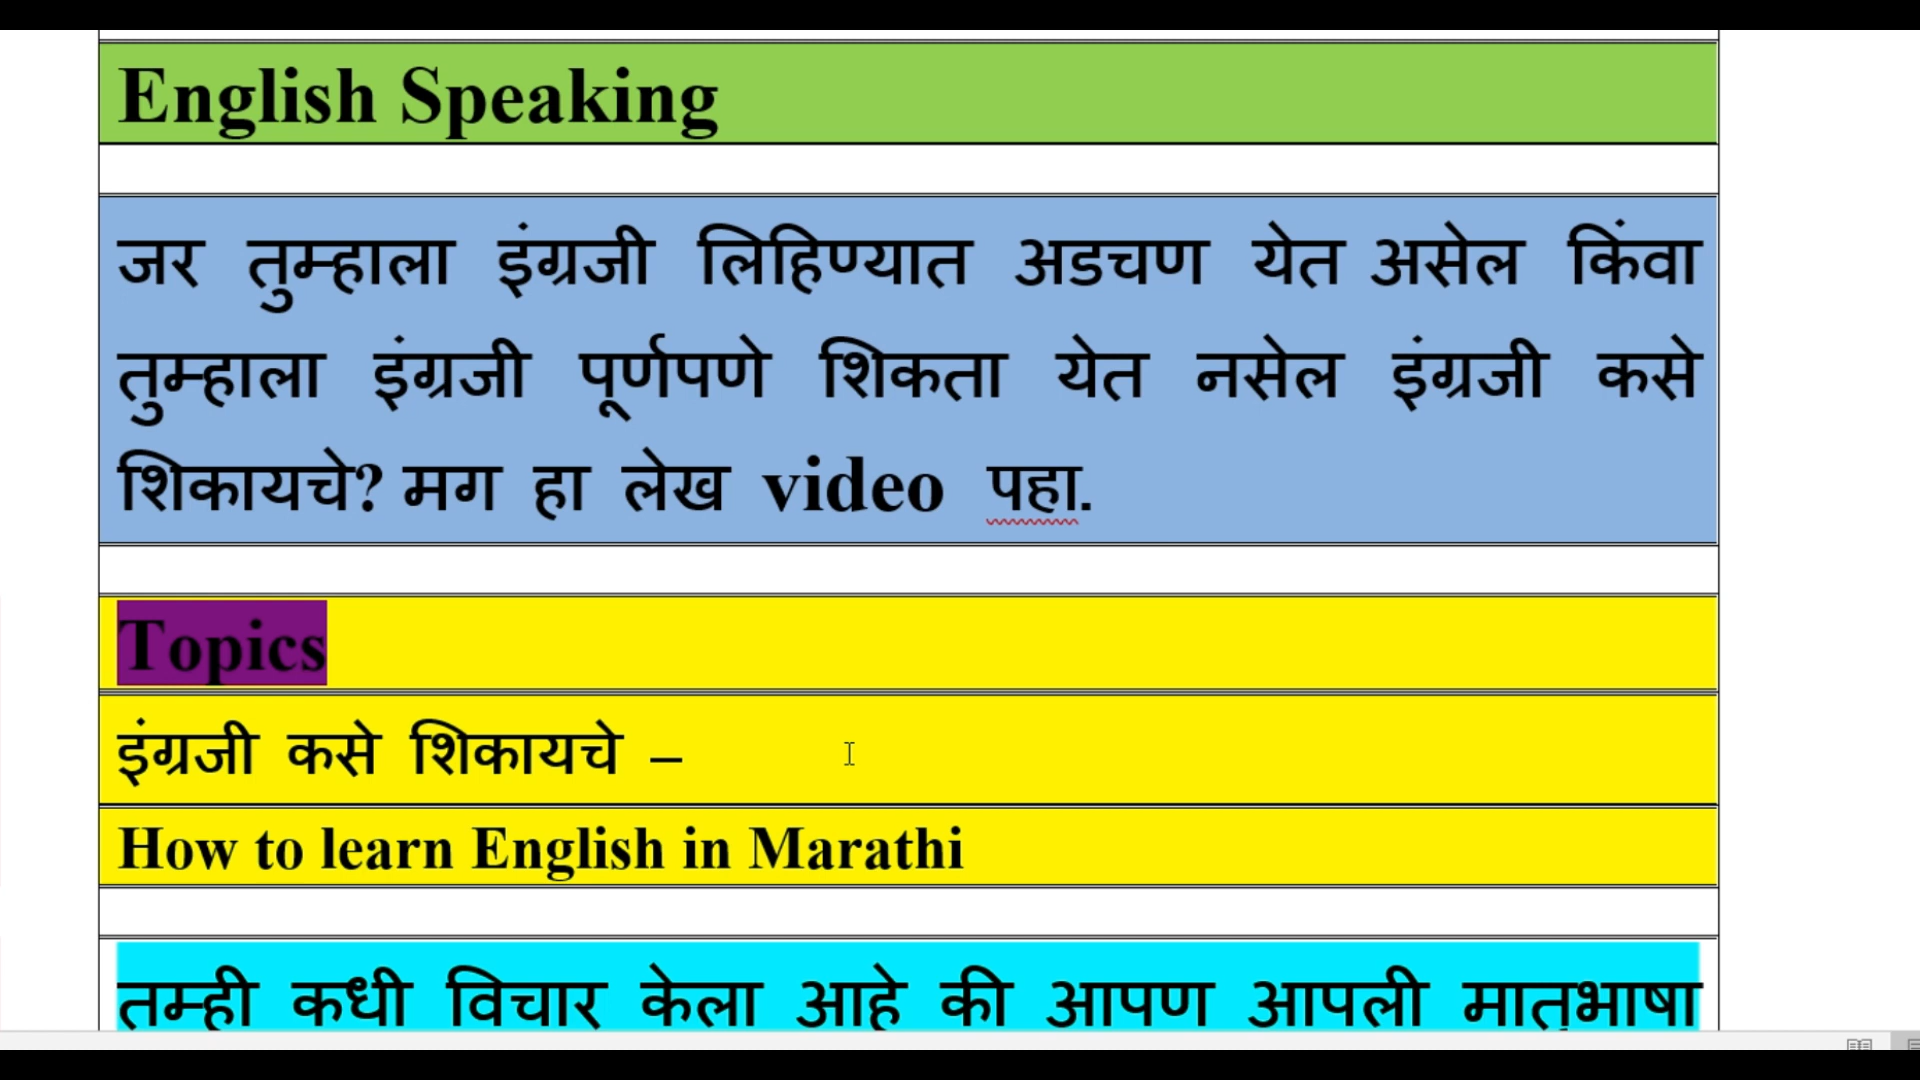 English Speaking
जर तुम्हाला इंग्रजी लिहिण्यात अडचण येत असेल किंवा
तुम्हाला इंग्रजी पूर्णपणे शिकता येत नसेल इंग्रजी कसे
शिकायचे? मग हा लेख video पहा.
Topics
इंग्रजी कसे शिकायचे –
How to learn English in Marathi
तुम्ही कधी विचार केला आहे की आपण आपली मातृभाषा